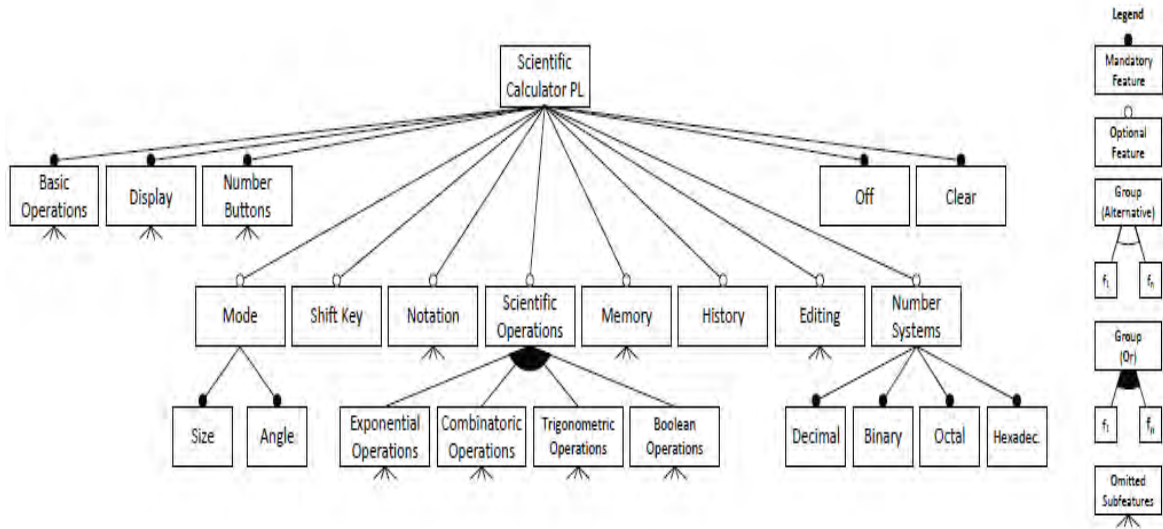 Legend
Scientific
Calculator PL
Mandatory
Feature
Optional
Feature
Basic
Operations
Display
Number
Buttons
Off
Clear
Group
(Alternative)
f₁
fₙ
Mode
Shift Key
Notation
Scientific
Operations
Memory
History
Editing
Number
Systems
Group
(Or)
f₁
fₙ
Size
Angle
Exponential
Operations
Combinatoric
Operations
Trigonometric
Operations
Boolean
Operations
Decimal
Binary
Octal
Hexadec.
Omitted
Subfeatures